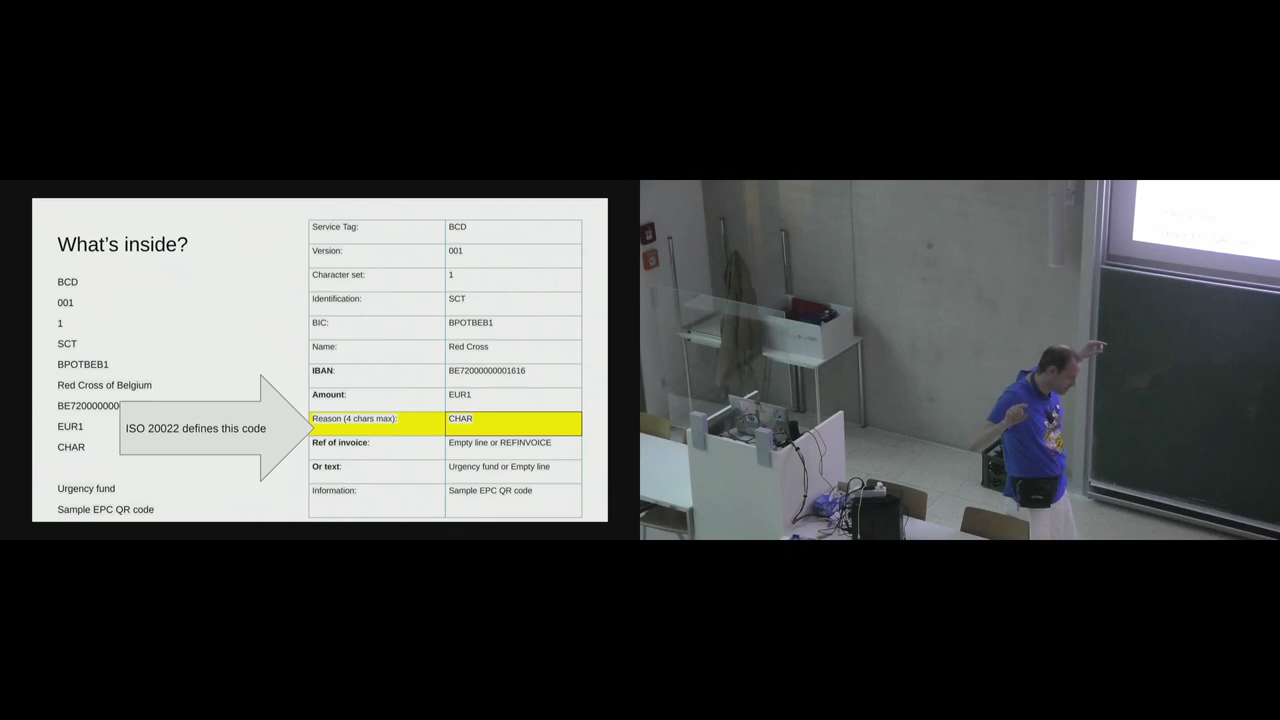 What's inside?
BCD
001
1
SCT
BPOTBEB1
Red Cross of Belgium
BE720000000
EUR1
CHAR
Urgency fund
Sample EPC QR code
ISO 20022 defines this code
Service Tag: BCD
Version: 001
Character set: 1
Identification: SCT
BIC: BPOTBEB1
Name: Red Cross
IBAN: BE72000000001616
Amount: EUR1
Reason (4 chars max): CHAR
Ref of invoice: Empty line or REFINVOICE
Or text: Urgency fund or Empty line
Information: Sample EPC QR code